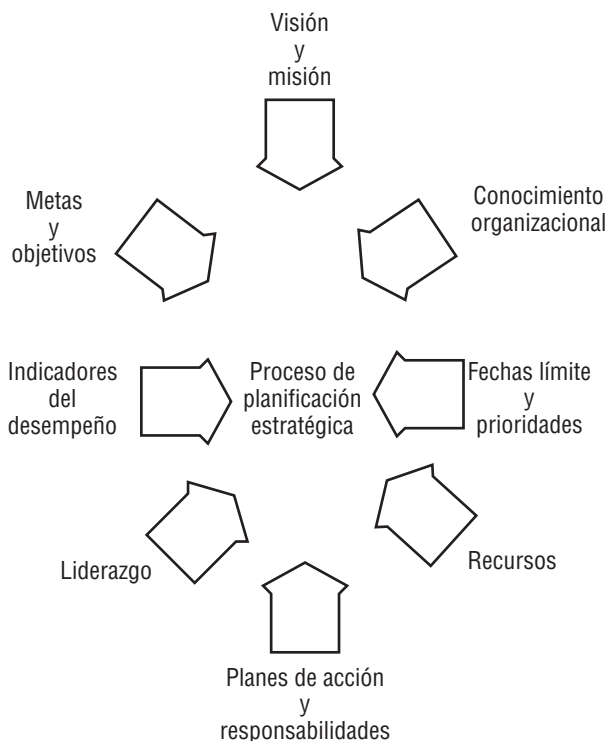 Visión
y
misión
Metas
y
objetivos
Conocimiento
organizacional
Indicadores
del
desempeño
Proceso de
planificación
estratégica
Fechas límite
y
prioridades
Liderazgo
Recursos
Planes de acción
y
responsabilidades